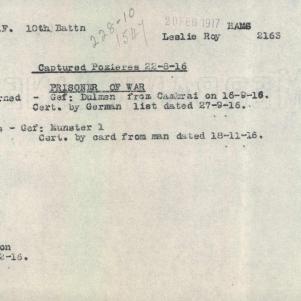 F. 10th Battn
228-10
1517
20 FEB 1917 HAMS
Leslie Roy 2163
Captured Pozieres 22-8-16
PRISONER OF WAR
rned - Gef: Dulmen from Cambrai on 16-9-16.
Cert. by German list dated 27-9-16.
- Gef: Munster 1
Cert. by card from man dated 18-11-16.
on
2-16.